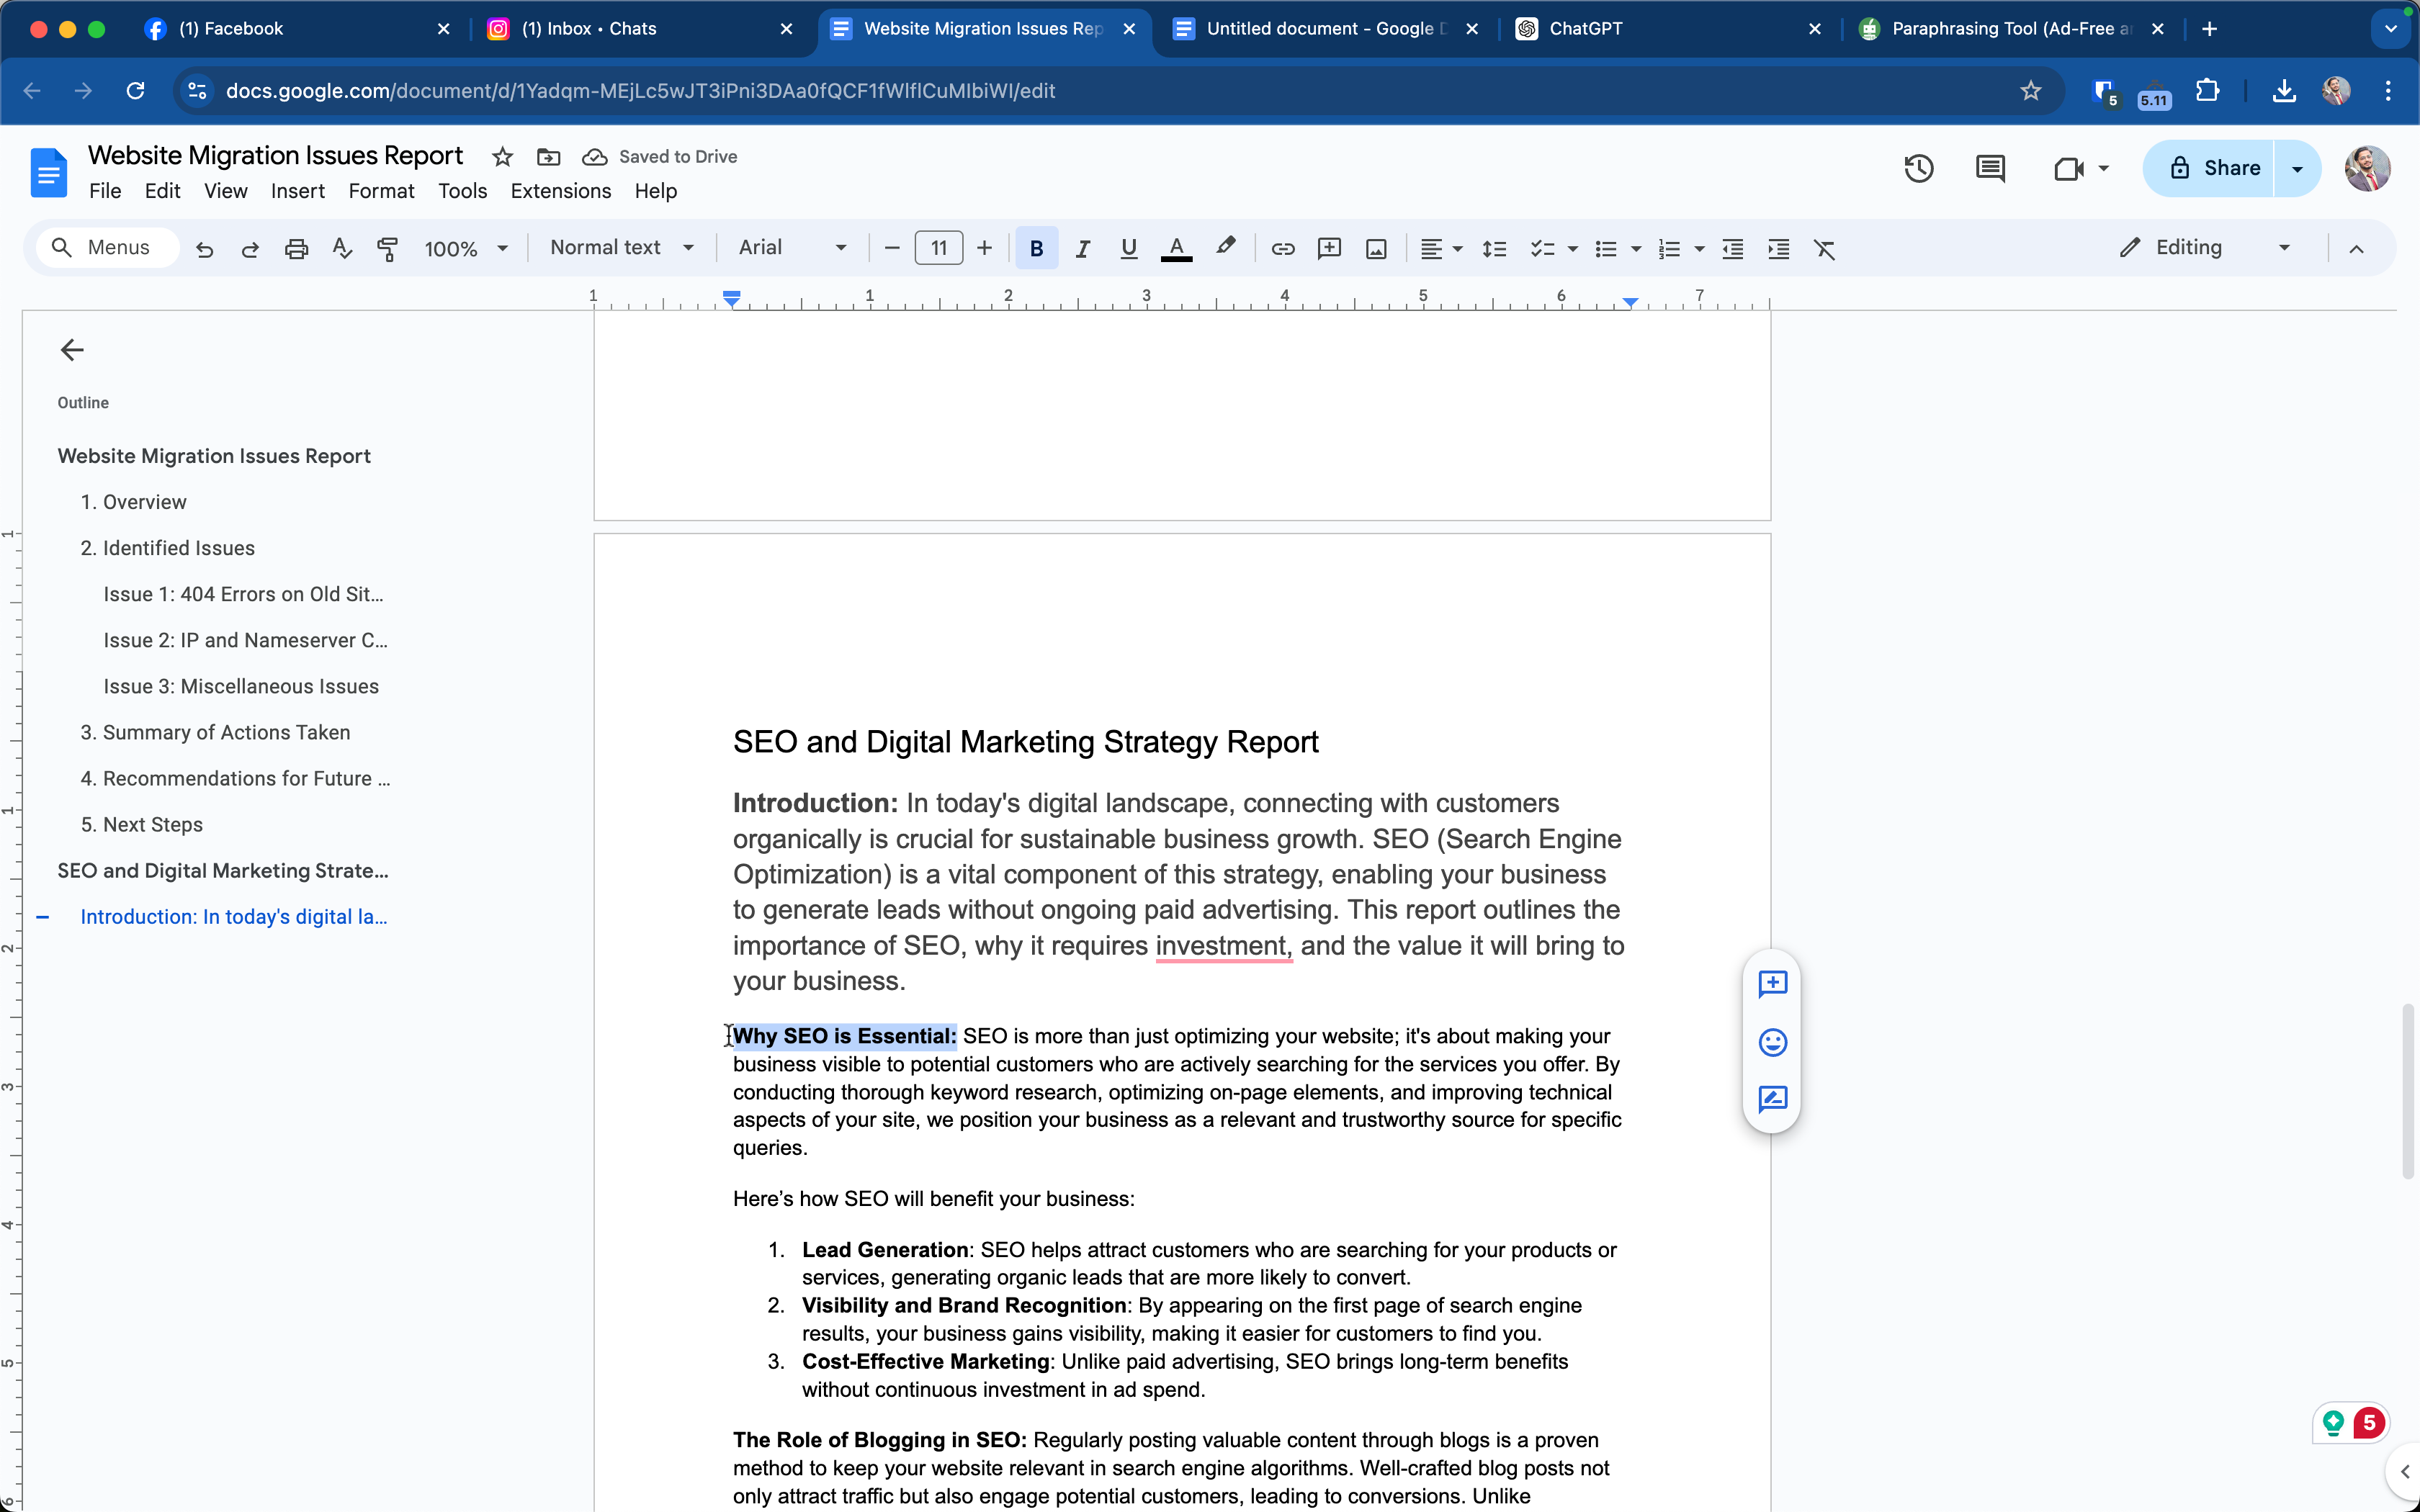 (1) Facebook
(1) Inbox • Chats
Website Migration Issues Rep
Untitled document - Google D
ChatGPT
Paraphrasing Tool (Ad-Free an
docs.google.com/document/d/1Yadqm-MEjLc5wJT3iPni3DAa0fQCF1fWlflCuMIbiWI/edit
5
5.11
Website Migration Issues Report
Saved to Drive
File Edit View Insert Format Tools Extensions Help
Share
Menus
100%
Normal text
Arial
11
B I U A
Editing
1 1 2 3 4 5 6 7
Outline
Website Migration Issues Report
1. Overview
2. Identified Issues
Issue 1: 404 Errors on Old Sit...
Issue 2: IP and Nameserver C...
Issue 3: Miscellaneous Issues
3. Summary of Actions Taken
4. Recommendations for Future ...
5. Next Steps
SEO and Digital Marketing Strate...
Introduction: In today's digital la...
1
1
2
3
4
5
6
SEO and Digital Marketing Strategy Report
Introduction: In today's digital landscape, connecting with customers
organically is crucial for sustainable business growth. SEO (Search Engine
Optimization) is a vital component of this strategy, enabling your business
to generate leads without ongoing paid advertising. This report outlines the
importance of SEO, why it requires investment, and the value it will bring to
your business.
Why SEO is Essential: SEO is more than just optimizing your website; it's about making your
business visible to potential customers who are actively searching for the services you offer. By
conducting thorough keyword research, optimizing on-page elements, and improving technical
aspects of your site, we position your business as a relevant and trustworthy source for specific
queries.
Here’s how SEO will benefit your business:
1. Lead Generation: SEO helps attract customers who are searching for your products or
services, generating organic leads that are more likely to convert.
2. Visibility and Brand Recognition: By appearing on the first page of search engine
results, your business gains visibility, making it easier for customers to find you.
3. Cost-Effective Marketing: Unlike paid advertising, SEO brings long-term benefits
without continuous investment in ad spend.
The Role of Blogging in SEO: Regularly posting valuable content through blogs is a proven
method to keep your website relevant in search engine algorithms. Well-crafted blog posts not
only attract traffic but also engage potential customers, leading to conversions. Unlike
5